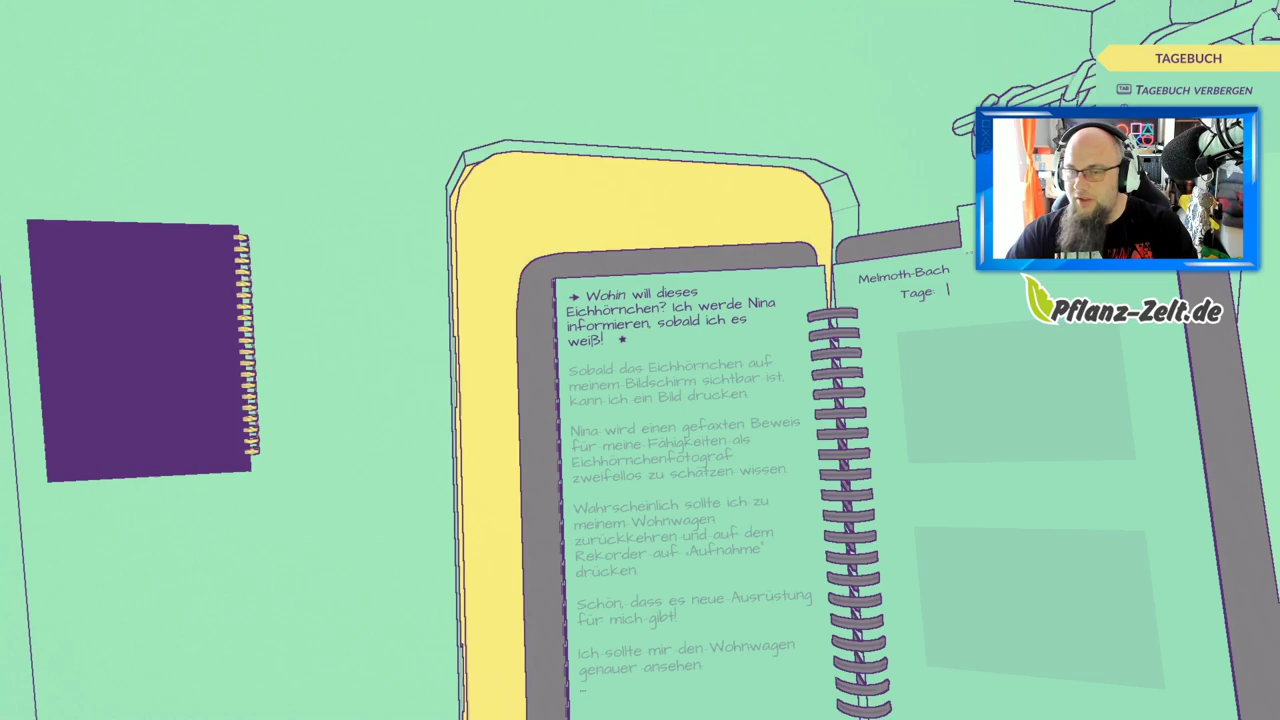 TAGEBUCH
TAB TAGEBUCH VERBERGEN
Pflanz-Zelt.de
→ Wohin will dieses
Eichhörnchen? Ich werde Nina
informieren, sobald ich es
weiß! ★
Sobald das Eichhörnchen auf
meinem Bildschirm sichtbar ist,
kann ich ein Bild drucken.
Nina wird einen gefaxten Beweis
für meine Fähigkeiten als
Eichhörnchenfotograf
zweifellos zu schätzen wissen.
Wahrscheinlich sollte ich zu
meinem Wohnwagen
zurückkehren und auf dem
Rekorder auf „Aufnahme“
drücken.
Schön, dass es neue Ausrüstung
für mich gibt!
Ich sollte mir den Wohnwagen
genauer ansehen.
–
Melmoth-Bach
Tage: 1